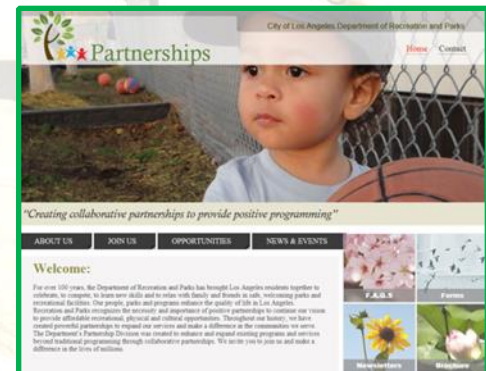 City of Los Angeles Department of Recreation and Parks
Partnerships
Home Contact
"Creating collaborative partnerships to provide positive programming"
ABOUT US JOIN US OPPORTUNITIES NEWS & EVENTS
Welcome:
For over 100 years, the Department of Recreation and Parks has brought Los Angeles residents together to
celebrate, to compete, to learn new skills and to relax with family and friends in safe, welcoming parks and
recreational facilities. Our people, parks and programs enhance the quality of life in Los Angeles.
Recreation and Parks recognizes the necessity and importance of positive partnerships to continue our vision
to provide affordable recreational, physical and cultural opportunities. Throughout our history, we have
created powerful partnerships to expand our services and make a difference in the communities we serve.
The Department's Partnership Division was created to enhance and expand existing programs and services
beyond traditional programming through collaborative partnerships. We invite you to join us and make a
difference in the lives of millions.
F.A.Q.S Forms
Newsletters Brochure